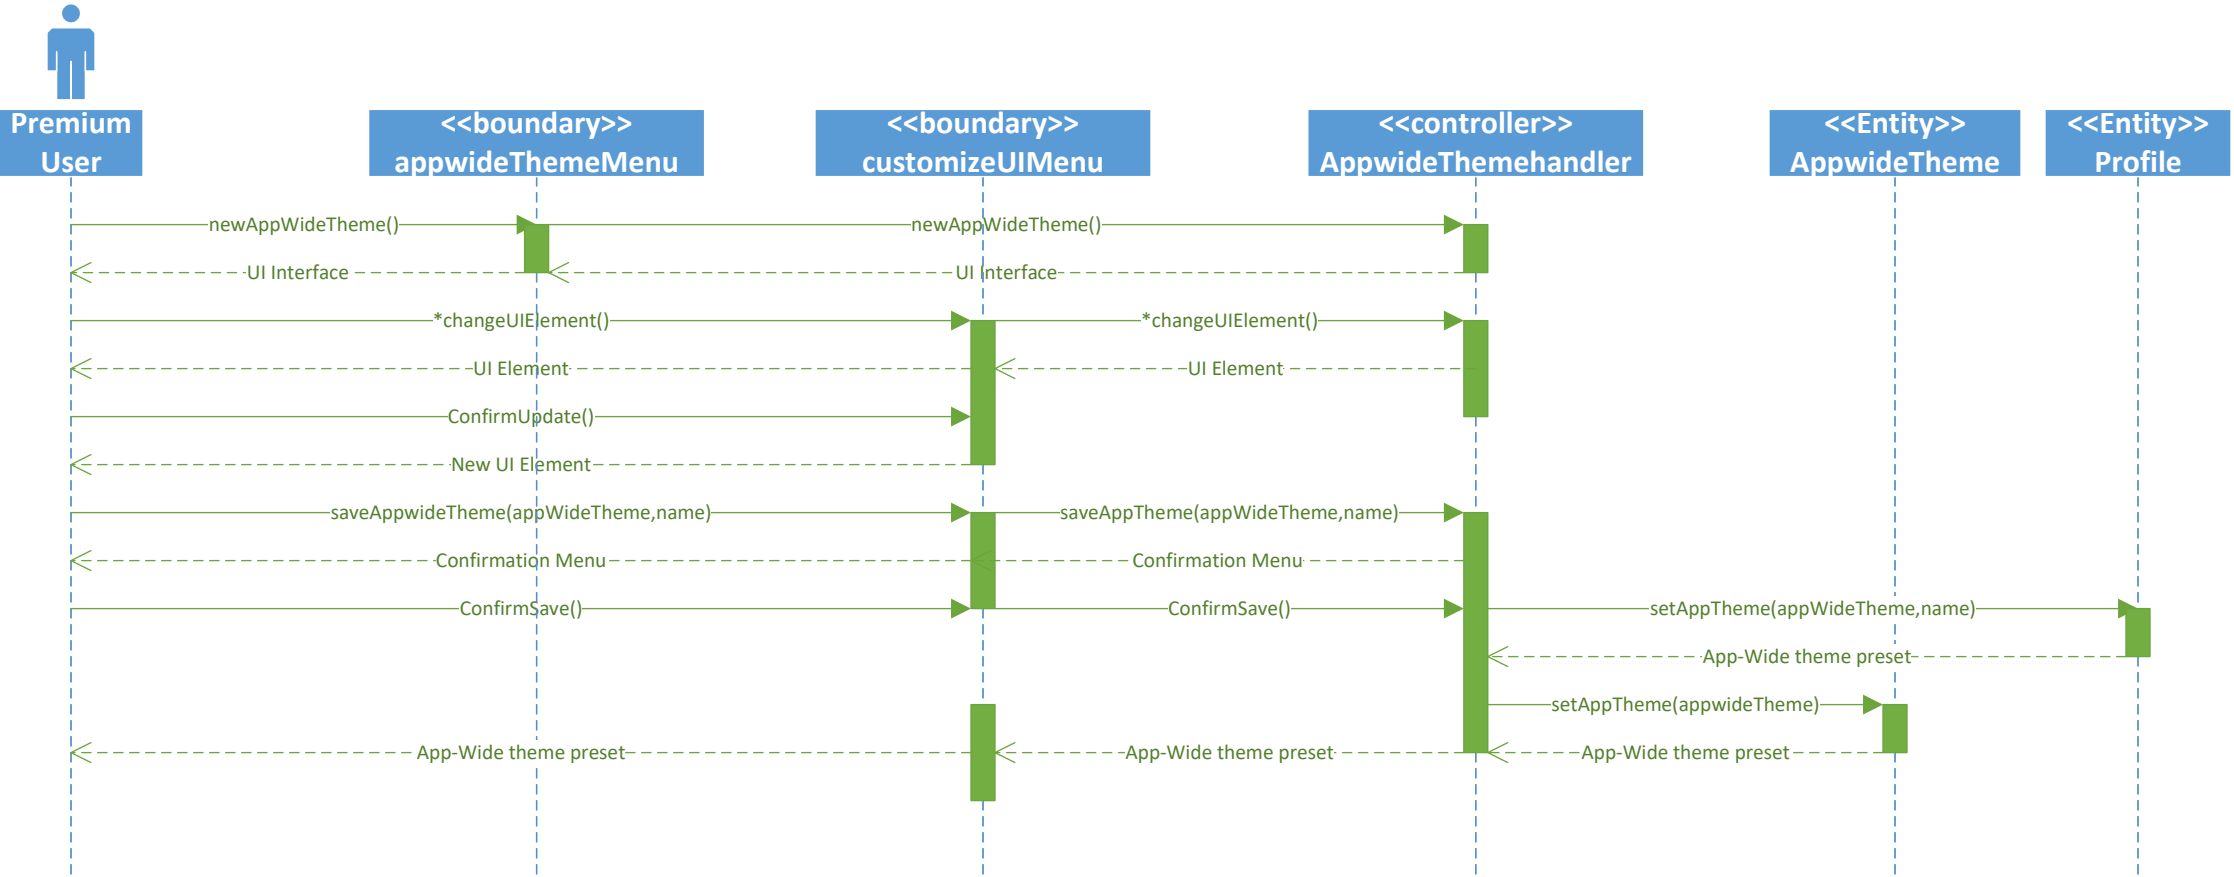 Premium
User
<<boundary>>
appwideThemeMenu
<<boundary>>
customizeUIMenu
<<controller>>
AppwideThemehandler
<<Entity>>
AppwideTheme
<<Entity>>
Profile
newAppWideTheme()
newAppWideTheme()
UI Interface
UI Interface
*changeUIElement()
*changeUIElement()
UI Element
UI Element
ConfirmUpdate()
New UI Element
saveAppwideTheme(appWideTheme,name)
saveAppTheme(appWideTheme,name)
Confirmation Menu
Confirmation Menu
ConfirmSave()
ConfirmSave()
setAppTheme(appWideTheme,name)
App-Wide theme preset
setAppTheme(appwideTheme)
App-Wide theme preset
App-Wide theme preset
App-Wide theme preset